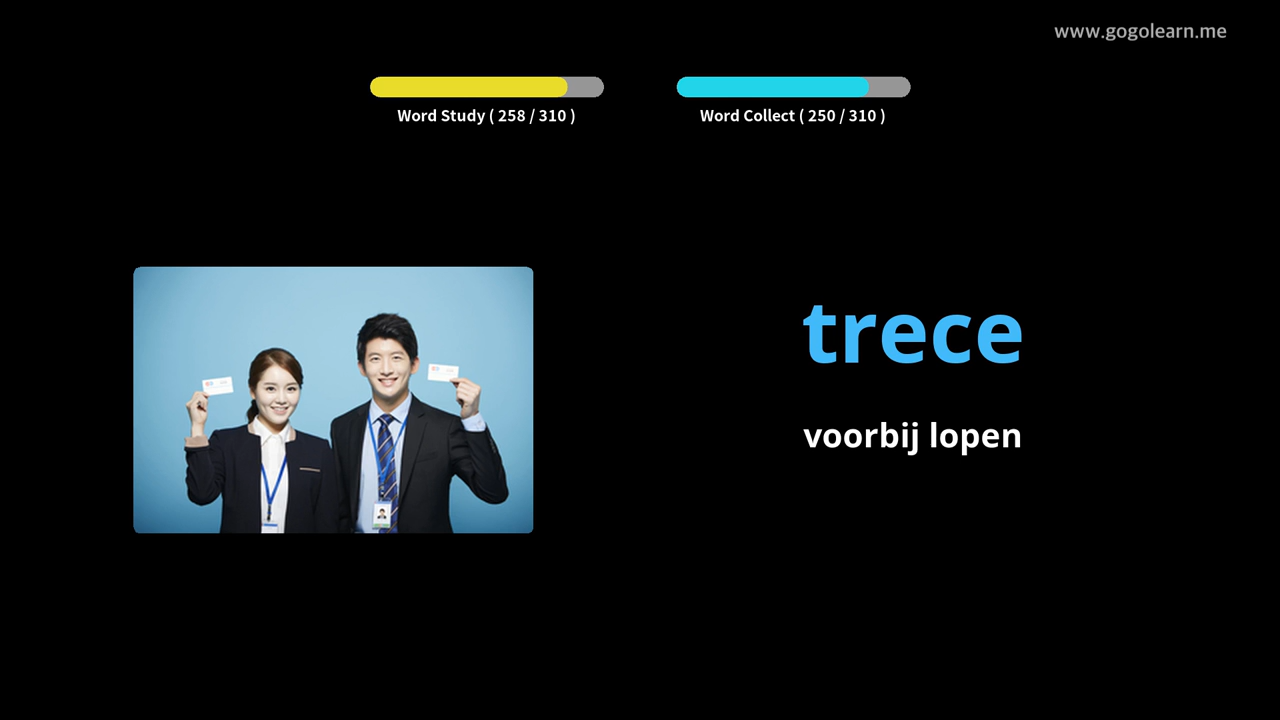 www.gogolearn.me
Word Study ( 258 / 310 )
Word Collect ( 250 / 310 )
trece
voorbij lopen